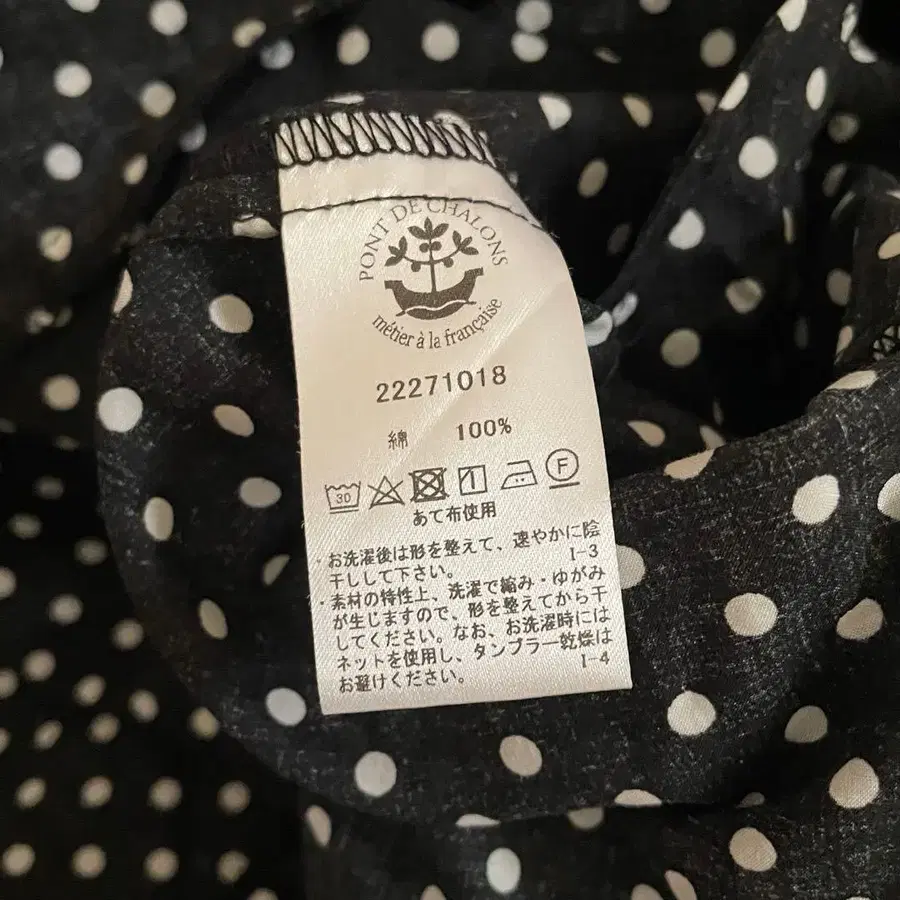 PONT DE CHALONS
métier à la française
22271018
綿 100%
30 1 F
あて布使用
・お洗濯後は形を整えて、速やかに陰
干しして下さい。 I-3
・素材の特性上、洗濯で縮み・ゆがみ
が生じますので、形を整えてから干
してください。なお、お洗濯時には
ネットを使用し、タンブラー乾燥は
お避けください。 I-4